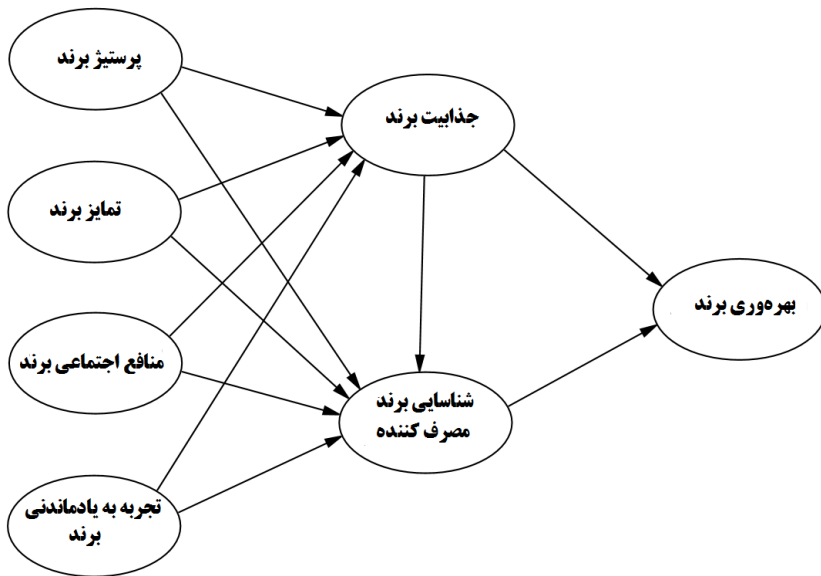 پرستیژ برند
جذابیت برند
تمایز برند
بهره‌وری برند
منافع اجتماعی برند
شناسایی برند
مصرف کننده
تجربه به یادماندنی
برند